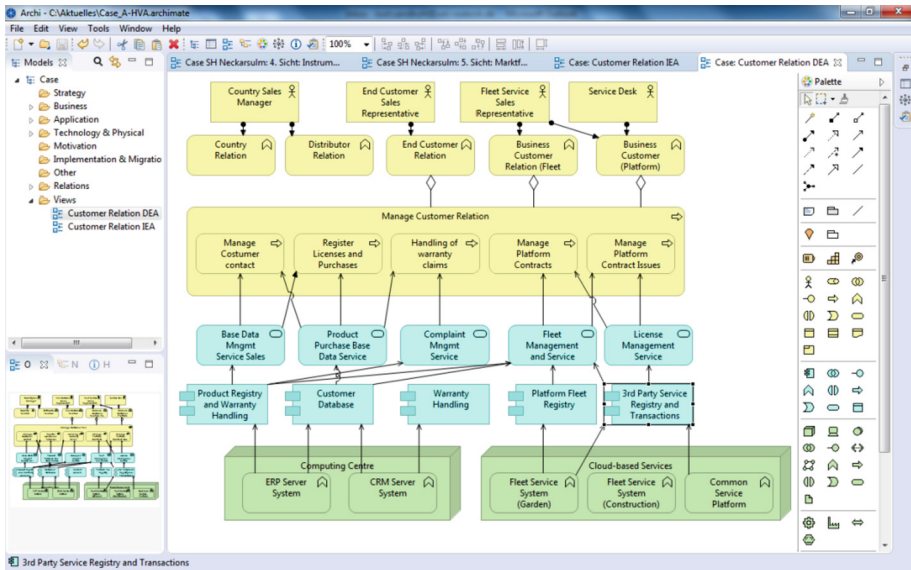 Archi - C:\Aktuelles\Case_A-HVA.archimate
File Edit View Tools Window Help
100%
Models
Case
Strategy
Business
Application
Technology & Physical
Motivation
Implementation & Migratio
Other
Relations
Views
Customer Relation DEA
Customer Relation IEA
O N H
Case SH Neckarsulm: 4. Sicht: Instrum...
Case SH Neckarsulm: 5. Sicht: Marktf...
Case: Customer Relation IEA
Case: Customer Relation DEA
Palette
Country Sales
Manager
End Customer
Sales
Representative
Fleet Service
Sales
Representative
Service Desk
Country
Relation
Distributor
Relation
End Customer
Relation
Business
Customer
Relation (Fleet
Business
Customer
(Platform)
Manage Customer Relation
Manage
Costumer
contact
Register
Licenses and
Purchases
Handling of
warranty
claims
Manage
Platform
Contracts
Manage
Platform
Contract Issues
Base Data
Mngmt
Service Sales
Product
Purchase Base
Data Service
Complaint
Mngmt
Service
Fleet
Management
and Service
License
Management
Service
Product Registry
and Warranty
Handling
Customer
Database
Warranty
Handling
Platform Fleet
Registry
3rd Party Service
Registry and
Transactions
Computing Centre
ERP Server
System
CRM Server
System
Cloud-based Services
Fleet Service
System
(Garden)
Fleet Service
System
(Construction)
Common
Service
Platform
3rd Party Service Registry and Transactions